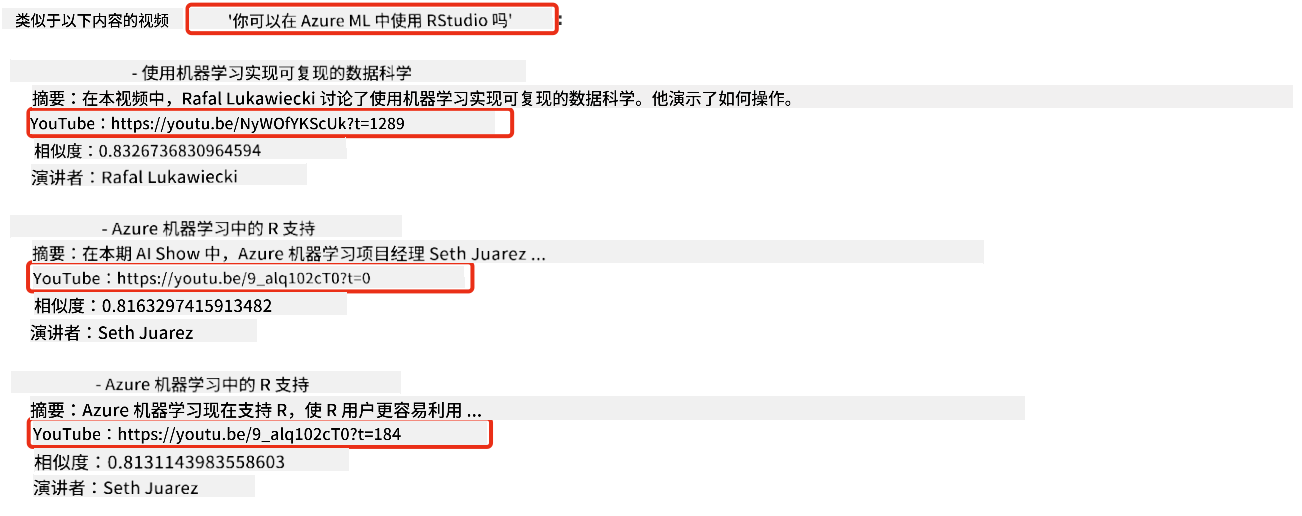 类似于以下内容的视频 '你可以在 Azure ML 中使用 RStudio 吗' :
- 使用机器学习实现可复现的数据科学
摘要：在本视频中，Rafal Lukawiecki 讨论了使用机器学习实现可复现的数据科学。他演示了如何操作。
YouTube：https://youtu.be/NyWOfYKScUk?t=1289
相似度：0.8326736830964594
演讲者：Rafal Lukawiecki
- Azure 机器学习中的 R 支持
摘要：在本期 AI Show 中，Azure 机器学习项目经理 Seth Juarez ...
YouTube：https://youtu.be/9_alq102cT0?t=0
相似度：0.8163297415913482
演讲者：Seth Juarez
- Azure 机器学习中的 R 支持
摘要：Azure 机器学习现在支持 R，使 R 用户更容易利用 ...
YouTube：https://youtu.be/9_alq102cT0?t=184
相似度：0.8131143983558603
演讲者：Seth Juarez